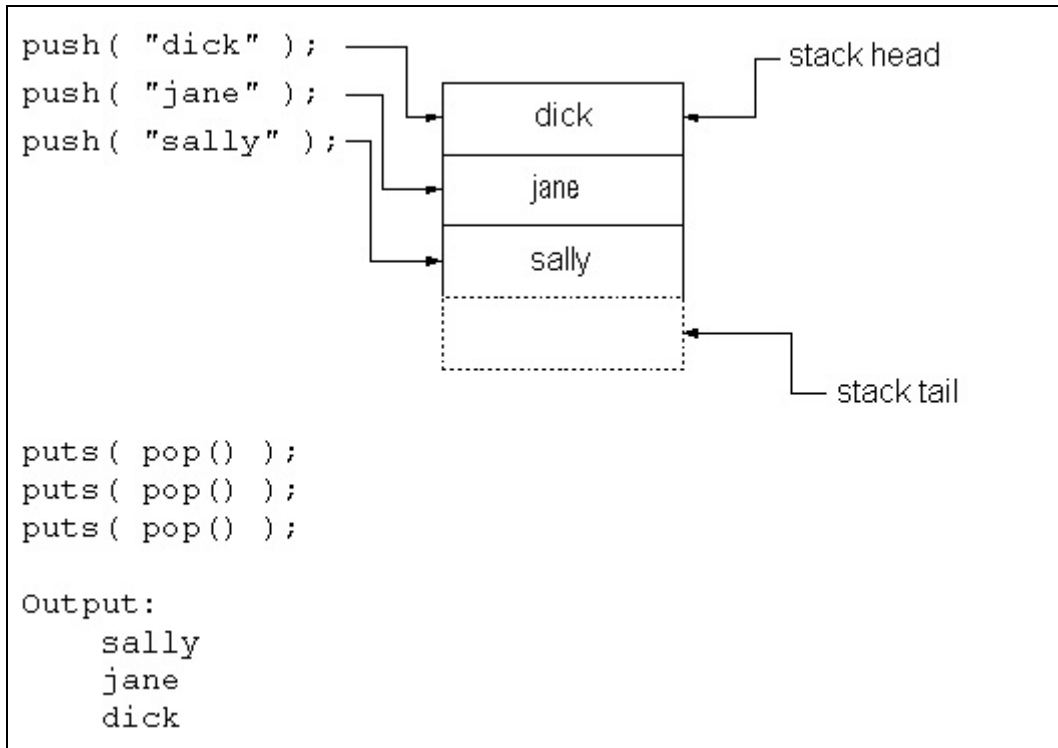 push( "dick" );
push( "jane" );
push( "sally" );
stack head
dick
jane
sally
stack tail
puts( pop() );
puts( pop() );
puts( pop() );
Output:
sally
jane
dick